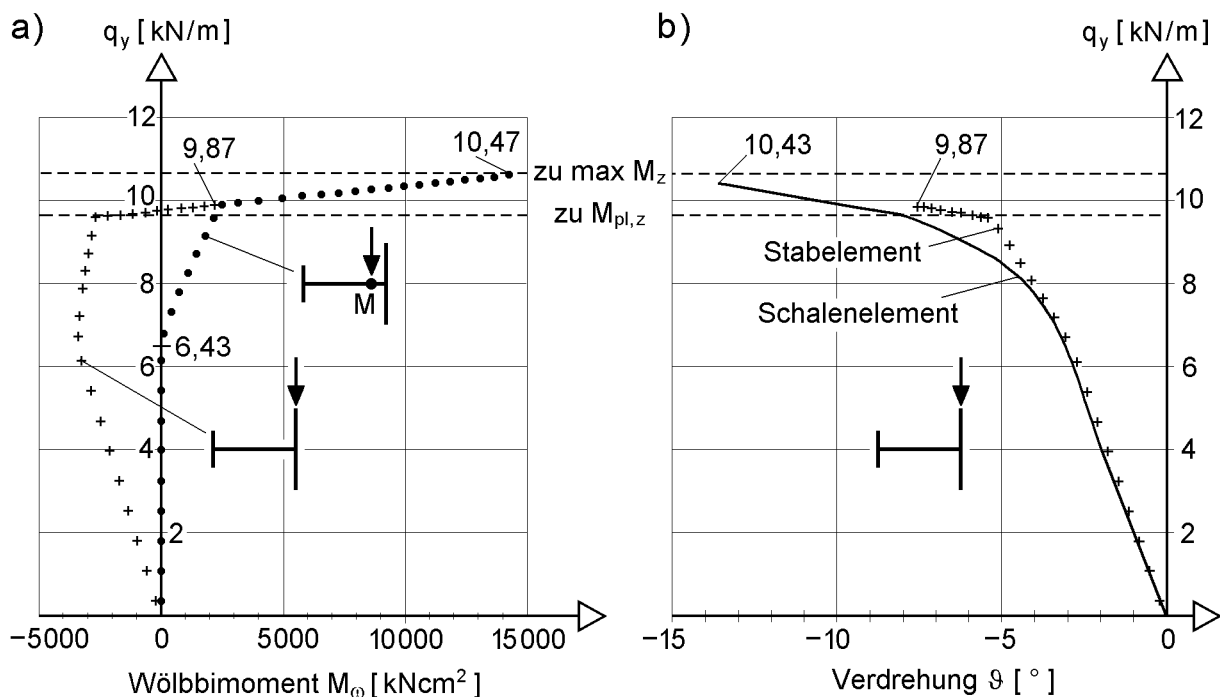 a)
q_y [ kN/m ]
12
10
8
6
4
2
9,87
10,47
6,43
M
zu max M_z
zu M_pl,z
−5000
0
5000
10000
15000
Wölbbimoment M_ω [ kNcm² ]
b)
q_y [ kN/m ]
12
10
8
6
4
2
10,43
9,87
Stabelement
Schalenelement
−15
−10
−5
0
Verdrehung ϑ [ ° ]